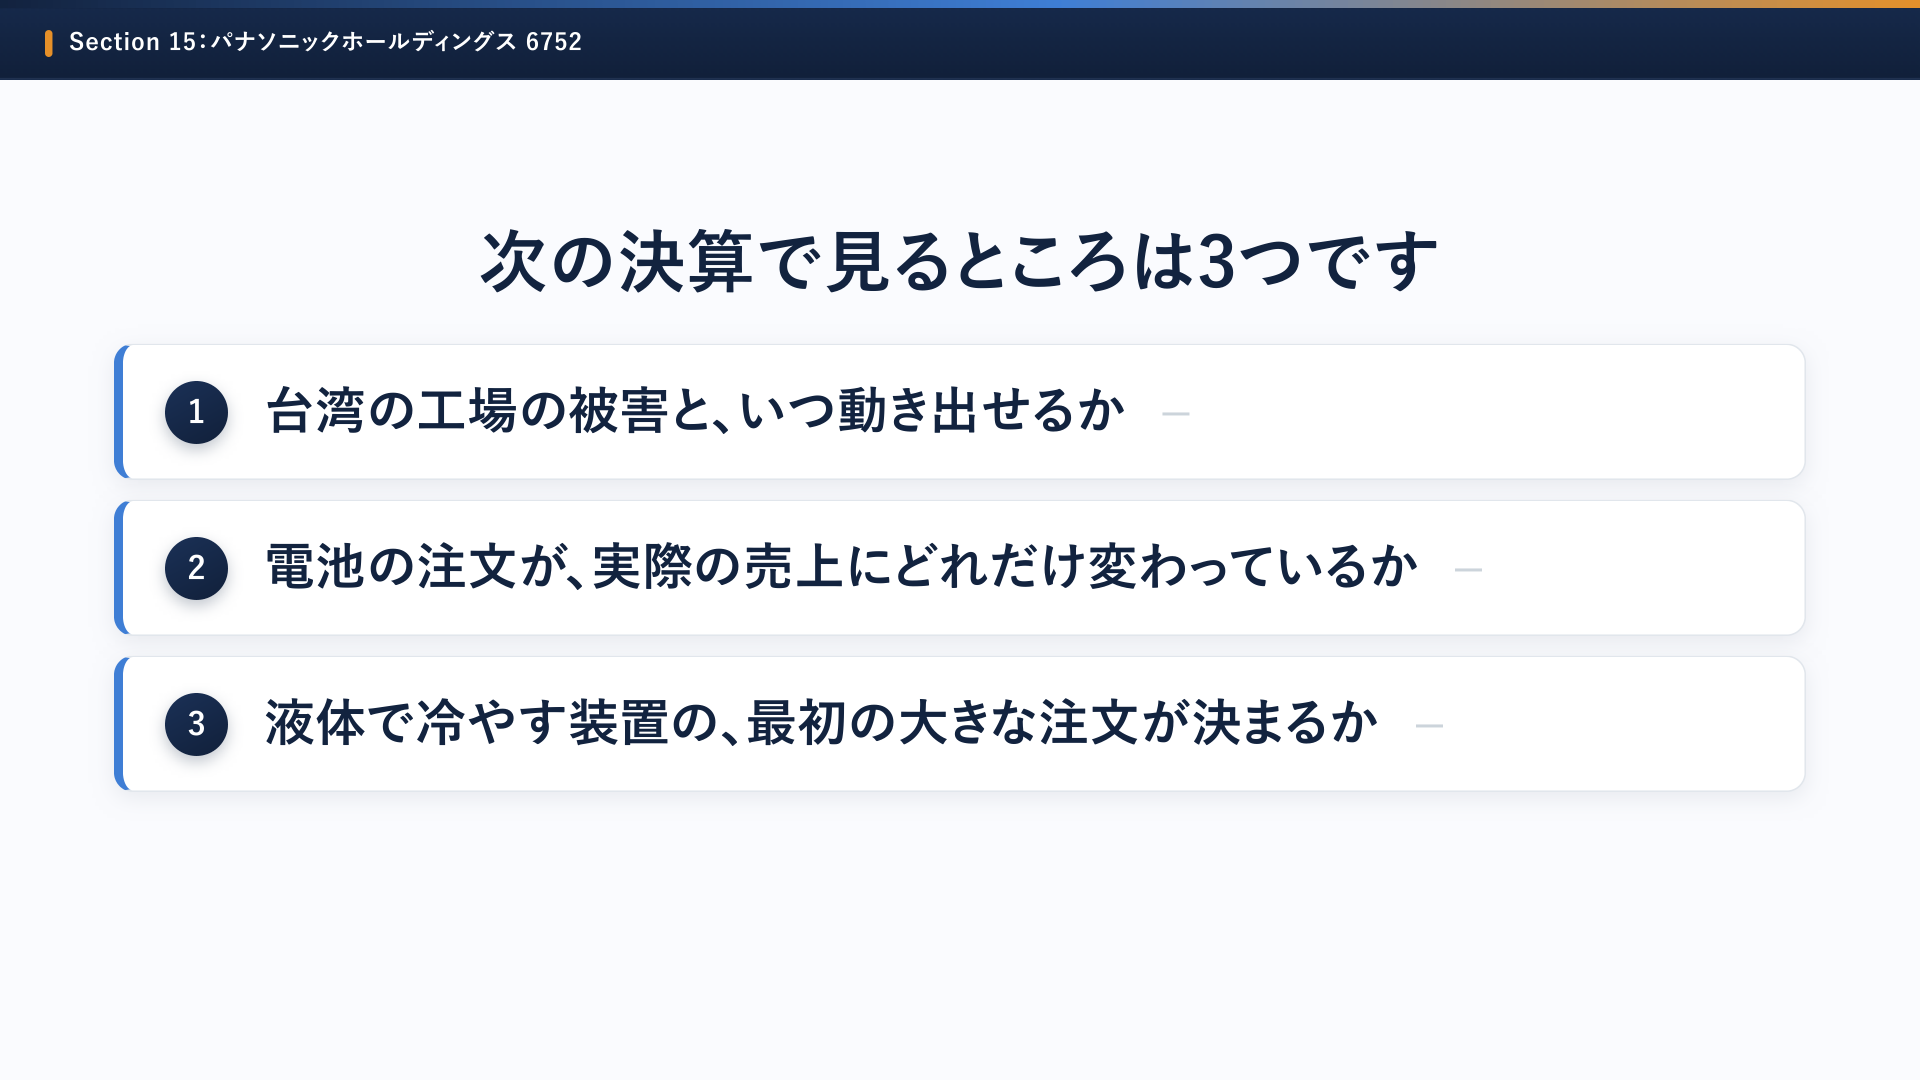 Section 15：パナソニックホールディングス 6752
次の決算で見るところは3つです
1 台湾の工場の被害と、いつ動き出せるか —
2 電池の注文が、実際の売上にどれだけ変わっているか —
3 液体で冷やす装置の、最初の大きな注文が決まるか —